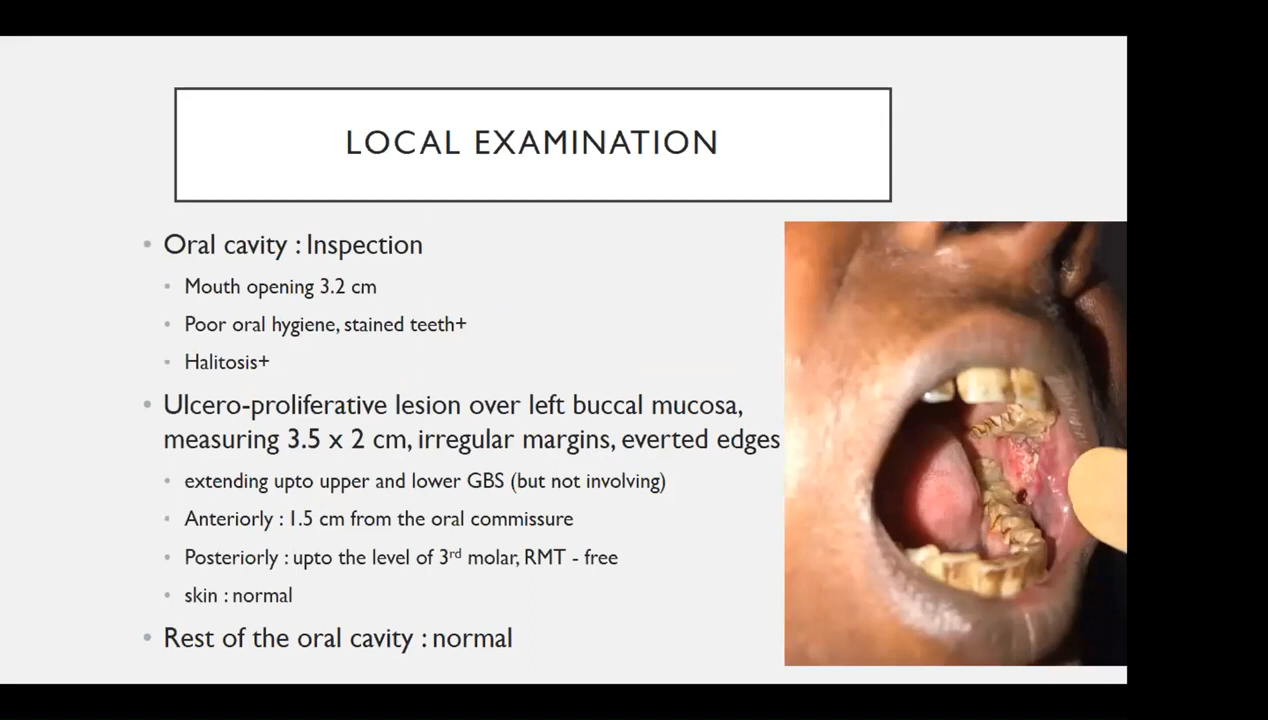 LOCAL EXAMINATION
• Oral cavity : Inspection
• Mouth opening 3.2 cm
• Poor oral hygiene, stained teeth+
• Halitosis+
• Ulcero-proliferative lesion over left buccal mucosa,
measuring 3.5 x 2 cm, irregular margins, everted edges
• extending upto upper and lower GBS (but not involving)
• Anteriorly : 1.5 cm from the oral commissure
• Posteriorly : upto the level of 3rd molar, RMT - free
• skin : normal
• Rest of the oral cavity : normal